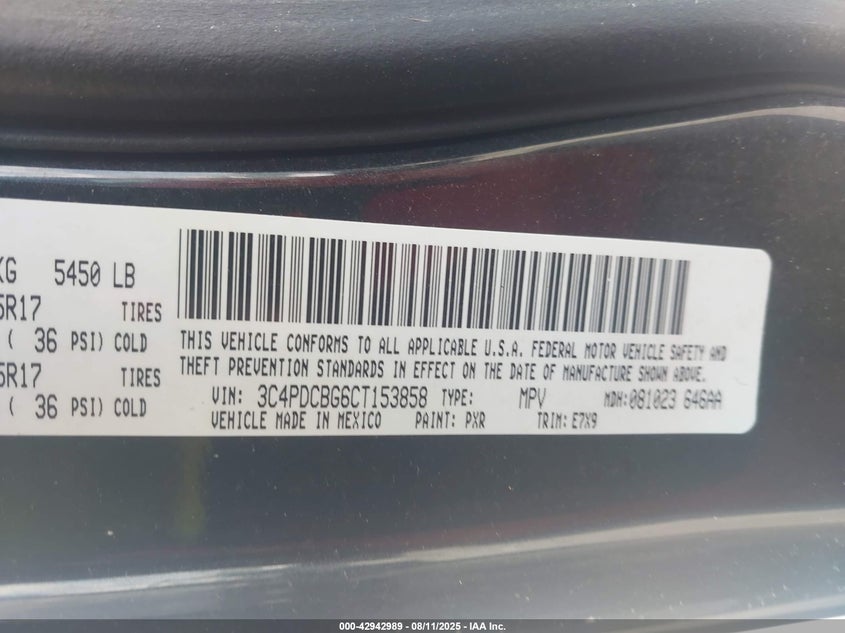 KG 5450 LB
5R17 TIRES
( 36 PSI) COLD
5R17 TIRES
( 36 PSI) COLD
THIS VEHICLE CONFORMS TO ALL APPLICABLE U.S.A. FEDERAL MOTOR VEHICLE SAFETY AND
THEFT PREVENTION STANDARDS IN EFFECT ON THE DATE OF MANUFACTURE SHOWN ABOVE.
VIN: 3C4PDCBG6CT153858 TYPE: MPV MDH: 081023 646AA
VEHICLE MADE IN MEXICO PAINT: PXR TRIM: E7X9
000-42942989 - 08/11/2025 - IAA Inc.